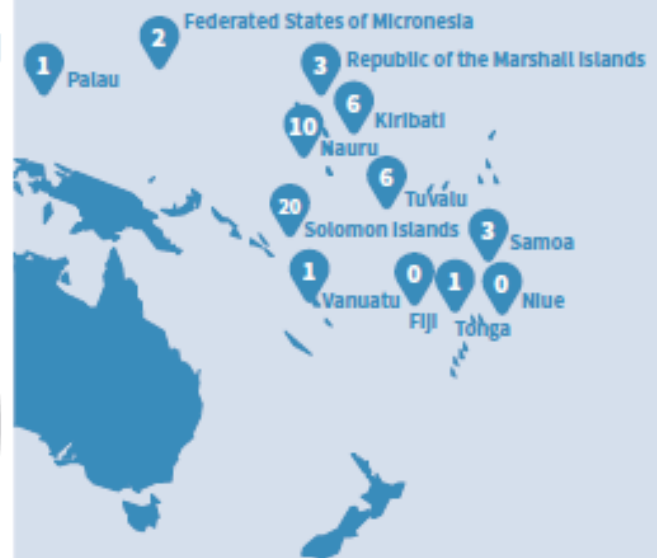 2 Federated States of Micronesia
1 Palau
3 Republic of the Marshall Islands
6 Kiribati
10 Nauru
6 Tuvalu
20 Solomon Islands
3 Samoa
1 Vanuatu
0 Fiji
1 Tonga
0 Niue